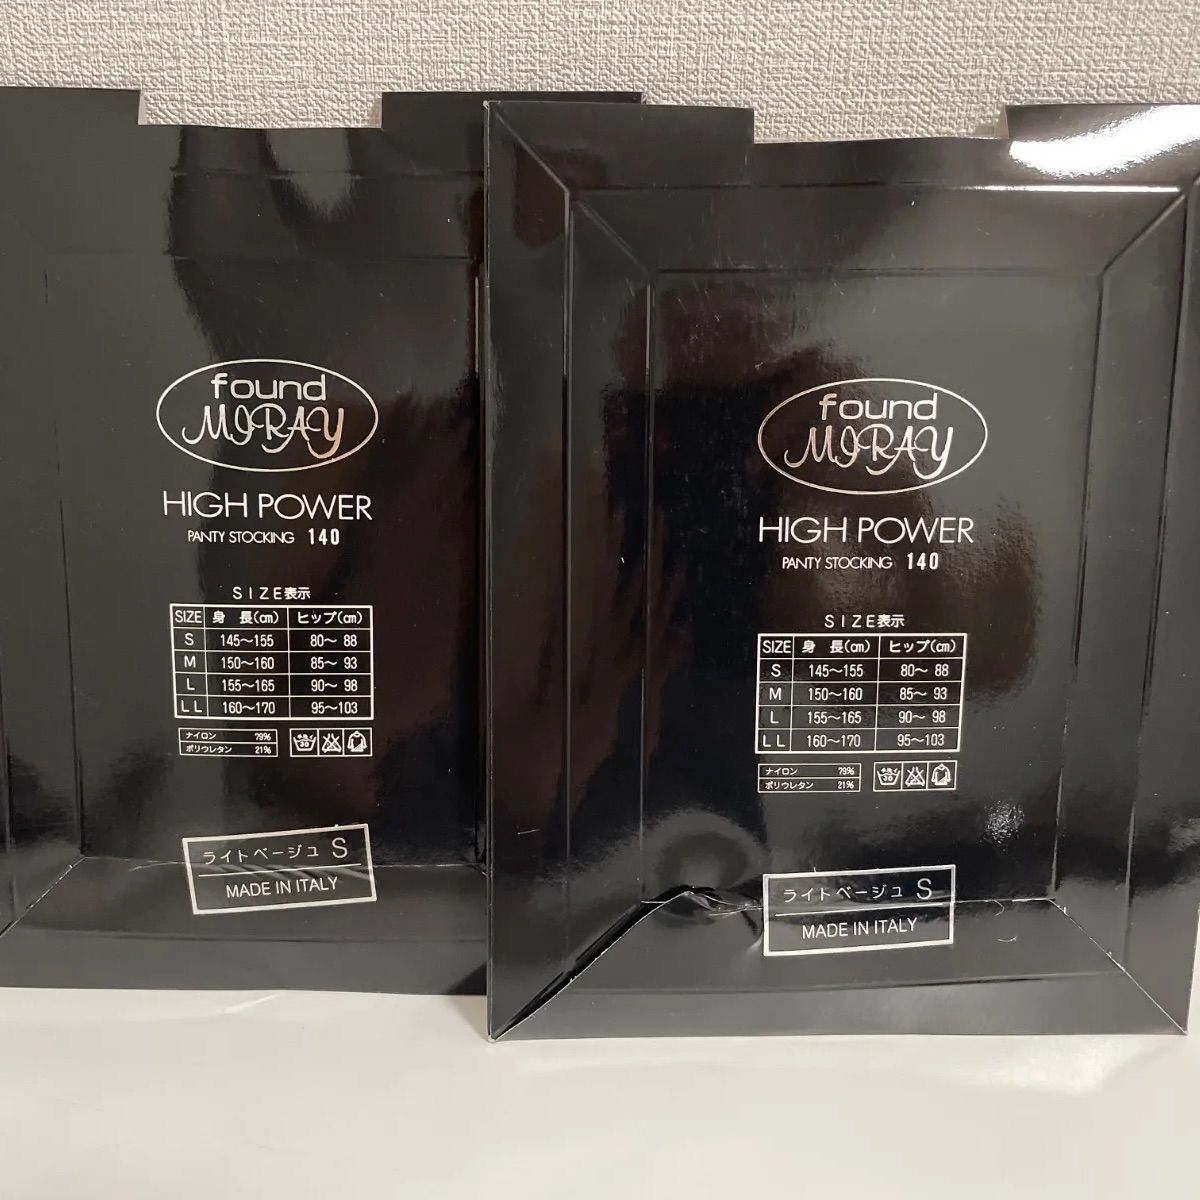 found
MIRAY
HIGH POWER
PANTY STOCKING 140
SIZE表示
SIZE 身 長(cm) ヒップ(cm)
S 145～155 80～ 88
M 150～160 85～ 93
L 155～165 90～ 98
LL 160～170 95～103
ナイロン 79%
ポリウレタン 21%
30
ライトベージュ S
MADE IN ITALY
found
MIRAY
HIGH POWER
PANTY STOCKING 140
SIZE表示
SIZE 身 長(cm) ヒップ(cm)
S 145～155 80～ 88
M 150～160 85～ 93
L 155～165 90～ 98
LL 160～170 95～103
ナイロン 79%
ポリウレタン 21%
30
ライトベージュ S
MADE IN ITALY